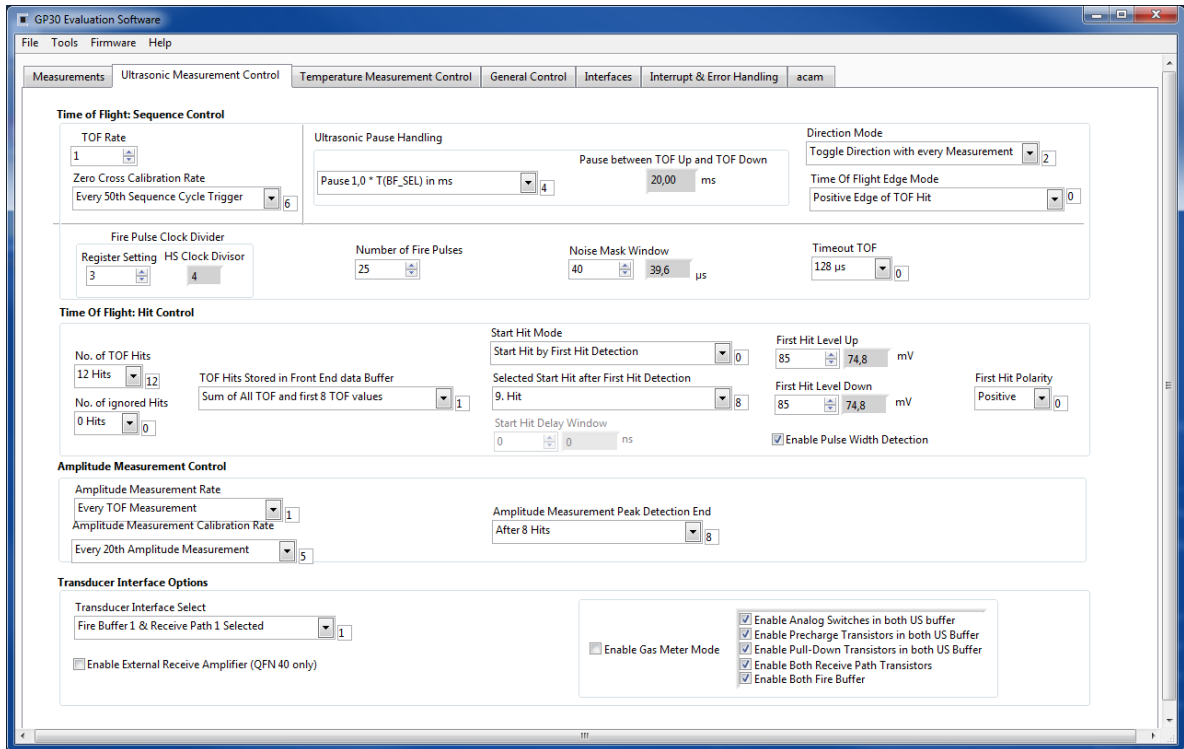 GP30 Evaluation Software
File Tools Firmware Help
Measurements Ultrasonic Measurement Control Temperature Measurement Control General Control Interfaces Interrupt & Error Handling acam
Time of Flight: Sequence Control
TOF Rate
1
Zero Cross Calibration Rate
Every 50th Sequence Cycle Trigger 6
Ultrasonic Pause Handling
Pause 1,0 * T(BF_SEL) in ms 4
Pause between TOF Up and TOF Down
20,00 ms
Direction Mode
Toggle Direction with every Measurement 2
Time Of Flight Edge Mode
Positive Edge of TOF Hit 0
Fire Pulse Clock Divider
Register Setting HS Clock Divisor
3 4
Number of Fire Pulses
25
Noise Mask Window
40 39,6 µs
Timeout TOF
128 µs 0
Time Of Flight: Hit Control
No. of TOF Hits
12 Hits 12
No. of ignored Hits
0 Hits 0
TOF Hits Stored in Front End data Buffer
Sum of All TOF and first 8 TOF values 1
Start Hit Mode
Start Hit by First Hit Detection 0
Selected Start Hit after First Hit Detection
9. Hit 8
Start Hit Delay Window
0 0 ns
First Hit Level Up
85 74,8 mV
First Hit Level Down
85 74,8 mV
Enable Pulse Width Detection
First Hit Polarity
Positive 0
Amplitude Measurement Control
Amplitude Measurement Rate
Every TOF Measurement 1
Amplitude Measurement Calibration Rate
Every 20th Amplitude Measurement 5
Amplitude Measurement Peak Detection End
After 8 Hits 8
Transducer Interface Options
Transducer Interface Select
Fire Buffer 1 & Receive Path 1 Selected 1
Enable External Receive Amplifier (QFN 40 only)
Enable Gas Meter Mode
Enable Analog Switches in both US buffer
Enable Precharge Transistors in both US Buffer
Enable Pull-Down Transistors in both US Buffer
Enable Both Receive Path Transistors
Enable Both Fire Buffer